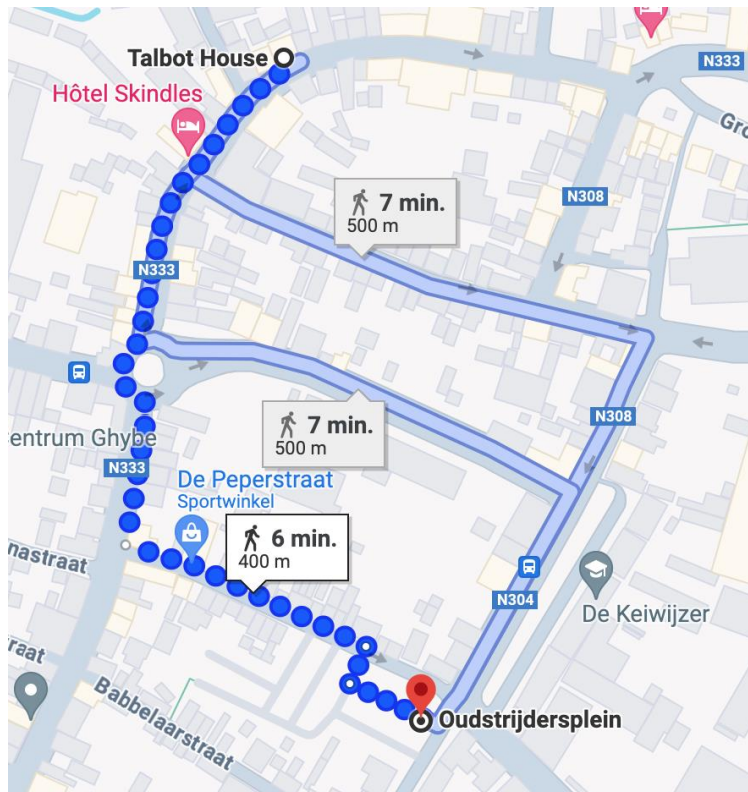 Talbot House
N333
Hôtel Skindles
Gro
7 min.
500 m
N308
N333
7 min.
500 m
N308
entrum Ghybe
N333
De Peperstraat
Sportwinkel
6 min.
400 m
nastraat
N304
De Keiwijzer
raat
Babbelaarstraat
Oudstrijdersplein